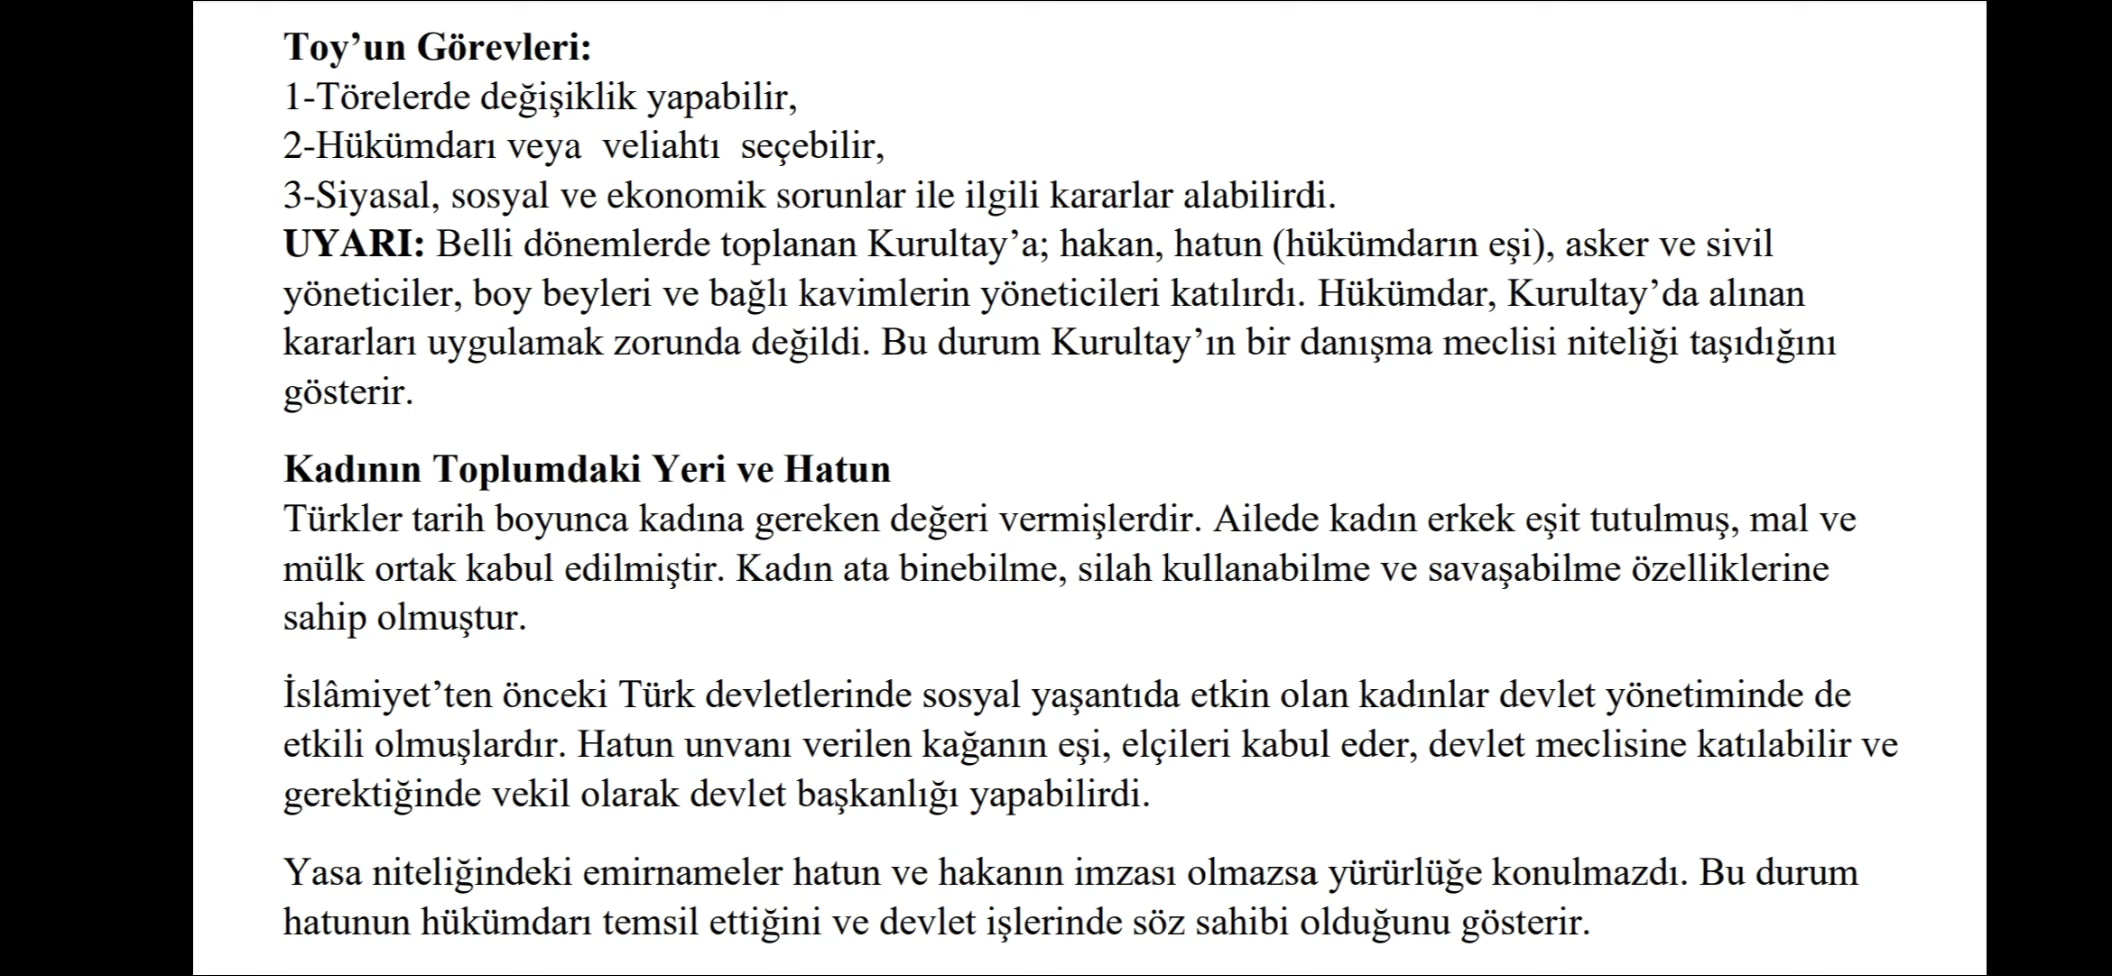 Toy’un Görevleri:
1-Törelerde değişiklik yapabilir,
2-Hükümdarı veya veliahtı seçebilir,
3-Siyasal, sosyal ve ekonomik sorunlar ile ilgili kararlar alabilirdi.
UYARI: Belli dönemlerde toplanan Kurultay’a; hakan, hatun (hükümdarın eşi), asker ve sivil
yöneticiler, boy beyleri ve bağlı kavimlerin yöneticileri katılırdı. Hükümdar, Kurultay’da alınan
kararları uygulamak zorunda değildi. Bu durum Kurultay’ın bir danışma meclisi niteliği taşıdığını
gösterir.
Kadının Toplumdaki Yeri ve Hatun
Türkler tarih boyunca kadına gereken değeri vermişlerdir. Ailede kadın erkek eşit tutulmuş, mal ve
mülk ortak kabul edilmiştir. Kadın ata binebilme, silah kullanabilme ve savaşabilme özelliklerine
sahip olmuştur.
İslâmiyet’ten önceki Türk devletlerinde sosyal yaşantıda etkin olan kadınlar devlet yönetiminde de
etkili olmuşlardır. Hatun unvanı verilen kağanın eşi, elçileri kabul eder, devlet meclisine katılabilir ve
gerektiğinde vekil olarak devlet başkanlığı yapabilirdi.
Yasa niteliğindeki emirnameler hatun ve hakanın imzası olmazsa yürürlüğe konulmazdı. Bu durum
hatunun hükümdarı temsil ettiğini ve devlet işlerinde söz sahibi olduğunu gösterir.